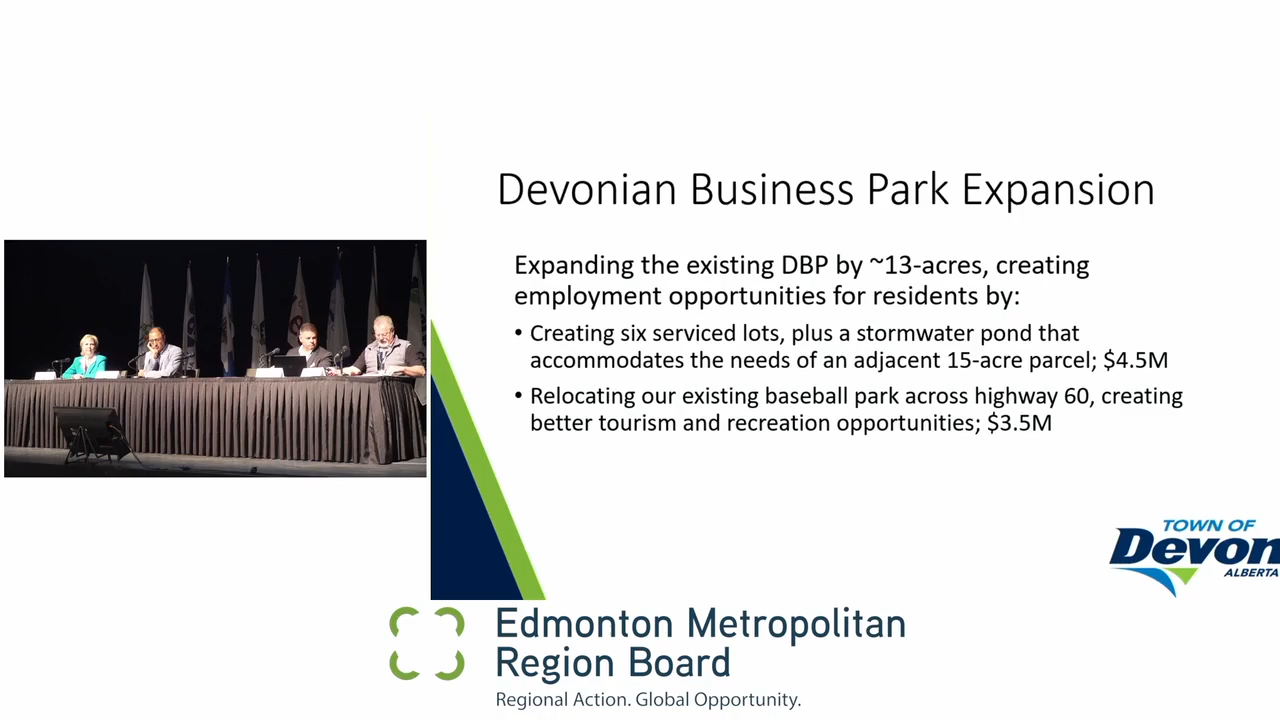 Devonian Business Park Expansion
Expanding the existing DBP by ~13-acres, creating
employment opportunities for residents by:
• Creating six serviced lots, plus a stormwater pond that
accommodates the needs of an adjacent 15-acre parcel; $4.5M
• Relocating our existing baseball park across highway 60, creating
better tourism and recreation opportunities; $3.5M
TOWN OF
Devon
ALBERTA
Edmonton Metropolitan
Region Board
Regional Action. Global Opportunity.